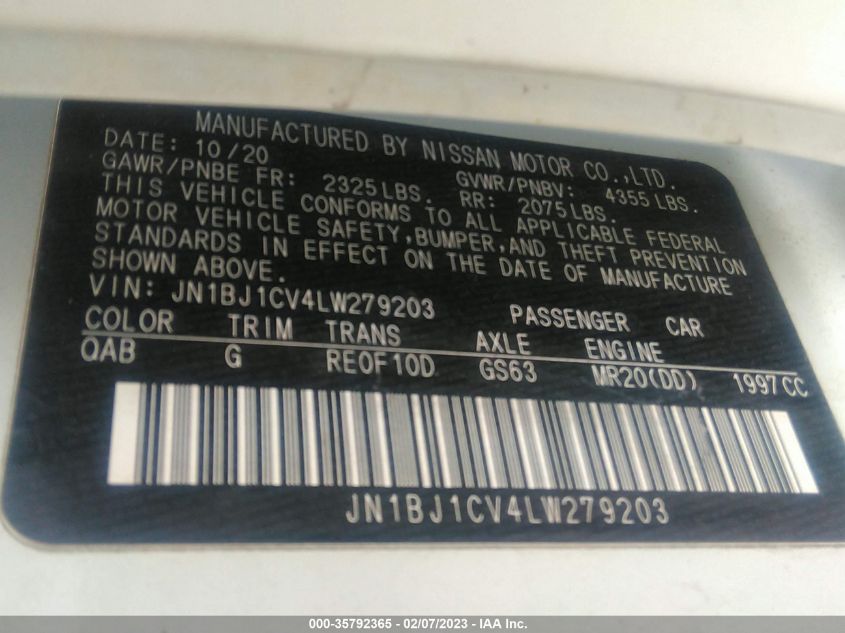 MANUFACTURED BY NISSAN MOTOR CO.,LTD.
DATE: 10/20 GVWR/PNBV: 4355 LBS.
GAWR/PNBE FR: 2325 LBS. RR: 2075 LBS.
THIS VEHICLE CONFORMS TO ALL APPLICABLE FEDERAL
MOTOR VEHICLE SAFETY,BUMPER,AND THEFT PREVENTION
STANDARDS IN EFFECT ON THE DATE OF MANUFACTURE
SHOWN ABOVE.
VIN: JN1BJ1CV4LW279203 PASSENGER CAR
COLOR TRIM TRANS AXLE ENGINE
QAB G RE0F10D GS63 MR20(DD) 1997 CC
JN1BJ1CV4LW279203
000-35792365 - 02/07/2023 - IAA Inc.